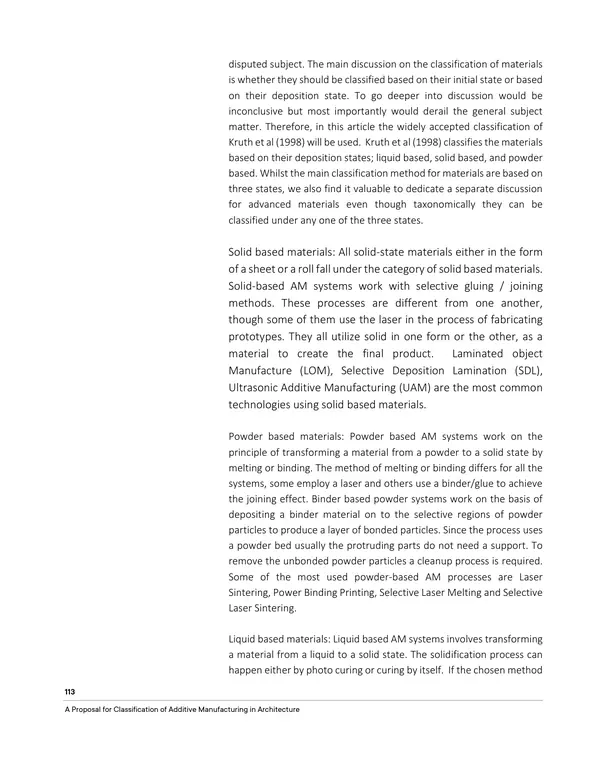 disputed subject. The main discussion on the classification of materials
is whether they should be classified based on their initial state or based
on their deposition state. To go deeper into discussion would be
inconclusive but most importantly would derail the general subject
matter. Therefore, in this article the widely accepted classification of
Kruth et al (1998) will be used. Kruth et al (1998) classifies the materials
based on their deposition states; liquid based, solid based, and powder
based. Whilst the main classification method for materials are based on
three states, we also find it valuable to dedicate a separate discussion
for advanced materials even though taxonomically they can be
classified under any one of the three states.
Solid based materials: All solid-state materials either in the form
of a sheet or a roll fall under the category of solid based materials.
Solid-based AM systems work with selective gluing / joining
methods. These processes are different from one another,
though some of them use the laser in the process of fabricating
prototypes. They all utilize solid in one form or the other, as a
material to create the final product. Laminated object
Manufacture (LOM), Selective Deposition Lamination (SDL),
Ultrasonic Additive Manufacturing (UAM) are the most common
technologies using solid based materials.
Powder based materials: Powder based AM systems work on the
principle of transforming a material from a powder to a solid state by
melting or binding. The method of melting or binding differs for all the
systems, some employ a laser and others use a binder/glue to achieve
the joining effect. Binder based powder systems work on the basis of
depositing a binder material on to the selective regions of powder
particles to produce a layer of bonded particles. Since the process uses
a powder bed usually the protruding parts do not need a support. To
remove the unbonded powder particles a cleanup process is required.
Some of the most used powder-based AM processes are Laser
Sintering, Power Binding Printing, Selective Laser Melting and Selective
Laser Sintering.
Liquid based materials: Liquid based AM systems involves transforming
a material from a liquid to a solid state. The solidification process can
happen either by photo curing or curing by itself. If the chosen method
113
A Proposal for Classification of Additive Manufacturing in Architecture